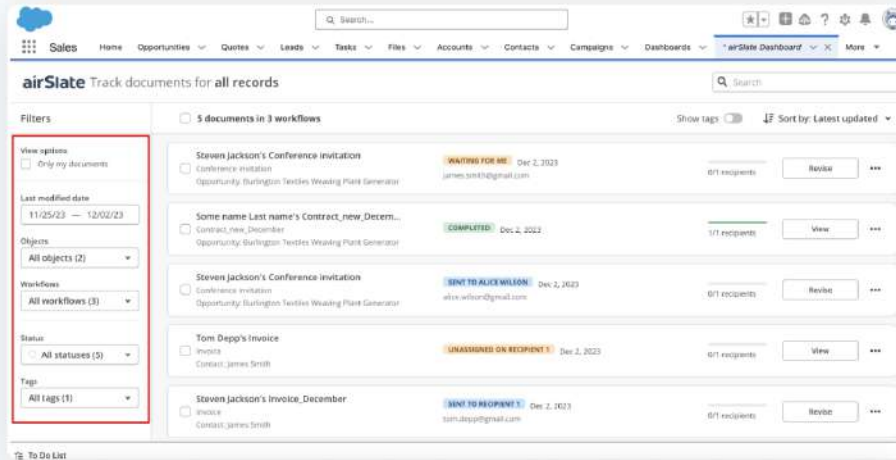 Search...
Sales Home Opportunities Quotes Leads Tasks Files Accounts Contacts Campaigns Dashboards * airSlate Dashboard More
airSlate Track documents for all records
Search
Filters
5 documents in 3 workflows
Show tags
Sort by: Latest updated
View options
Only my documents
Last modified date
11/25/23 — 12/02/23
Objects
All objects (2)
Workflows
All workflows (3)
Status
All statuses (5)
Tags
All tags (1)
Steven Jackson's Conference invitation
Conference invitation
Opportunity: Burlington Textiles Weaving Plant Generator
WAITING FOR ME Dec 2, 2023
james.smith@gmail.com
0/1 recipients
Revise
Some name Last name's Contract_new_Decem...
Contract_new_December
Opportunity: Burlington Textiles Weaving Plant Generator
COMPLETED Dec 2, 2023
1/1 recipients
View
Steven Jackson's Conference invitation
Conference invitation
Opportunity: Burlington Textiles Weaving Plant Generator
SENT TO ALICE WILSON Dec 2, 2023
alice.wilson@gmail.com
0/1 recipients
Revise
Tom Depp's Invoice
Invoice
Contact: James Smith
UNASSIGNED ON RECIPIENT 1 Dec 2, 2023
0/1 recipients
View
Steven Jackson's Invoice_December
Invoice
Contact: James Smith
SENT TO RECIPIENT 1 Dec 2, 2023
tom.depp@gmail.com
0/1 recipients
Revise
To Do List